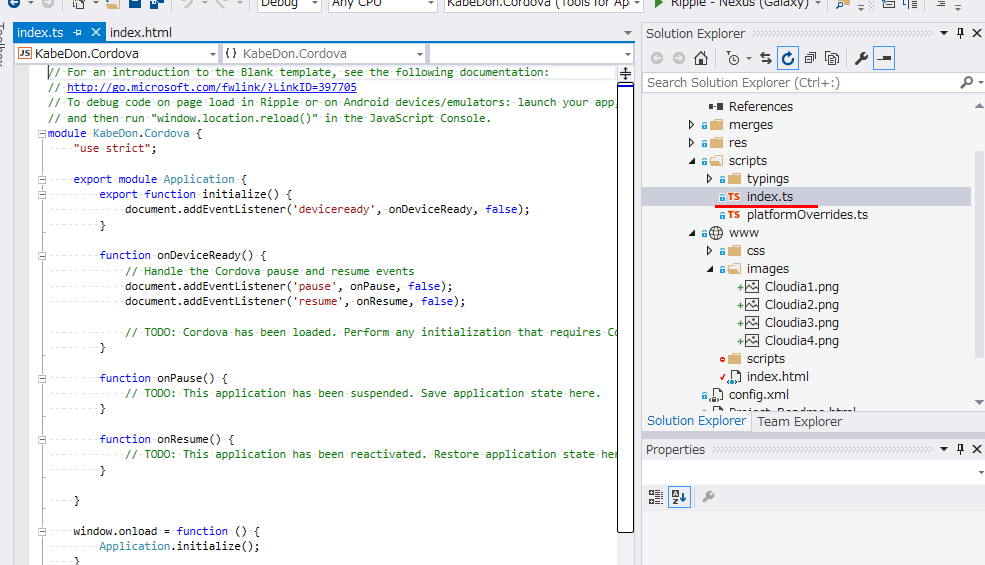 Debug
Any CPU
KabeDon.Cordova (Tools for Ap
Ripple - Nexus (Galaxy)
index.ts
index.html
JS KabeDon.Cordova
{ } KabeDon.Cordova
// For an introduction to the Blank template, see the following documentation:
// http://go.microsoft.com/fwlink/?LinkID=397705
// To debug code on page load in Ripple or on Android devices/emulators: launch your app,
// and then run "window.location.reload()" in the JavaScript Console.
module KabeDon.Cordova {
"use strict";
export module Application {
export function initialize() {
document.addEventListener('deviceready', onDeviceReady, false);
}
function onDeviceReady() {
// Handle the Cordova pause and resume events
document.addEventListener('pause', onPause, false);
document.addEventListener('resume', onResume, false);
// TODO: Cordova has been loaded. Perform any initialization that requires Co
}
function onPause() {
// TODO: This application has been suspended. Save application state here.
}
function onResume() {
// TODO: This application has been reactivated. Restore application state her
}
}
window.onload = function () {
Application.initialize();
}
Solution Explorer
Search Solution Explorer (Ctrl+:)
References
merges
res
scripts
typings
TS index.ts
TS platformOverrides.ts
www
css
images
Cloudia1.png
Cloudia2.png
Cloudia3.png
Cloudia4.png
scripts
index.html
config.xml
Project_Readme.html
Solution Explorer
Team Explorer
Properties